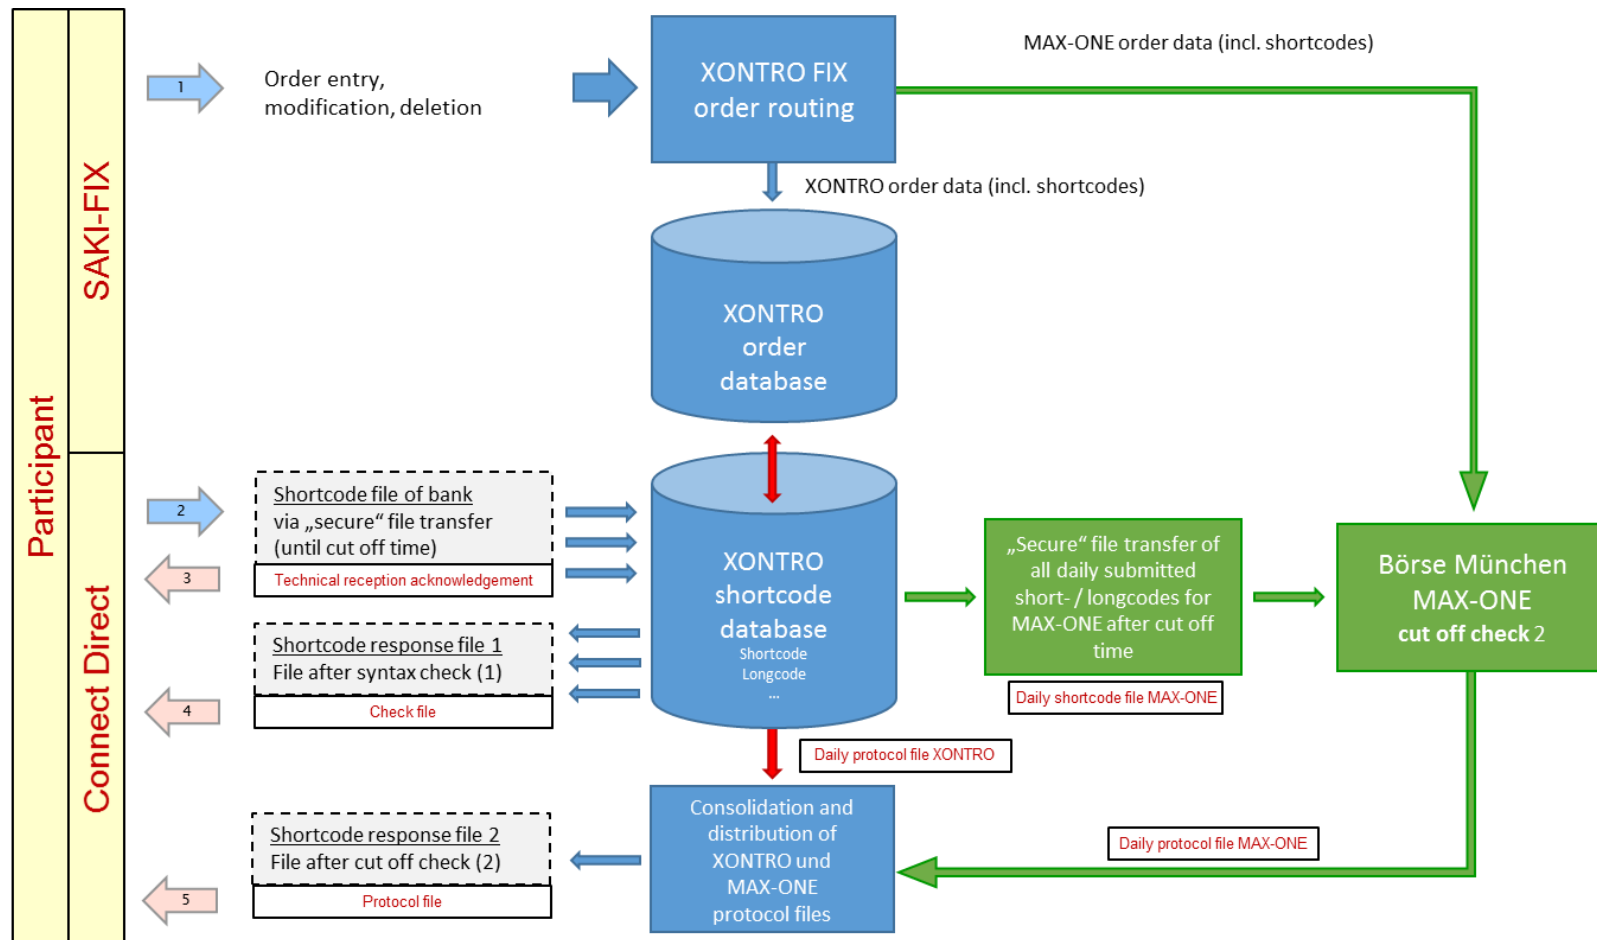 Participant
SAKI-FIX
Connect Direct
1
Order entry,
modification, deletion
XONTRO FIX
order routing
MAX-ONE order data (incl. shortcodes)
XONTRO order data (incl. shortcodes)
XONTRO
order
database
2
Shortcode file of bank
via „secure“ file transfer
(until cut off time)
3
Technical reception acknowledgement
Shortcode response file 1
File after syntax check (1)
4
Check file
XONTRO
shortcode
database
Shortcode
Longcode
...
„Secure“ file transfer of
all daily submitted
short- / longcodes for
MAX-ONE after cut off
time
Daily shortcode file MAX-ONE
Börse München
MAX-ONE
cut off check 2
Daily protocol file XONTRO
Consolidation and
distribution of
XONTRO und
MAX-ONE
protocol files
Daily protocol file MAX-ONE
Shortcode response file 2
File after cut off check (2)
5
Protocol file